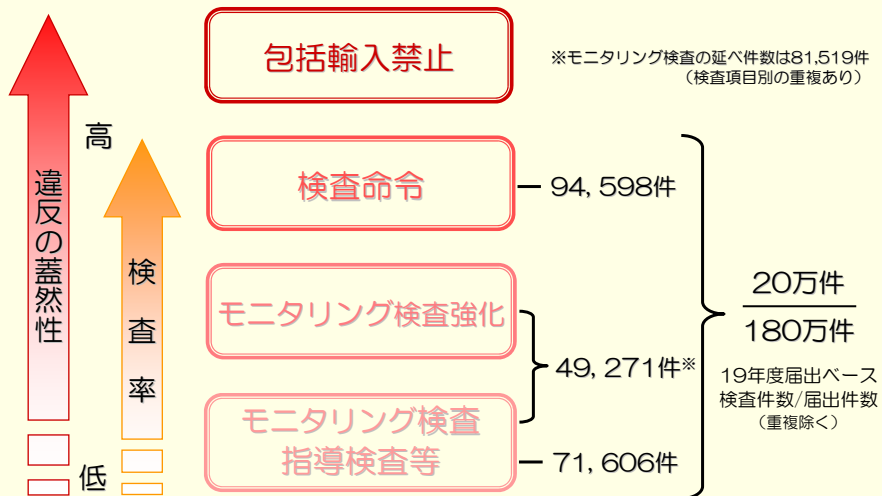 包括輸入禁止
※モニタリング検査の延べ件数は81,519件
（検査項目別の重複あり）
高
違反の蓋然性
検査率
低
検査命令
94,598件
モニタリング検査強化
49,271件※
モニタリング検査
指導検査等
71,606件
20万件
180万件
19年度届出ベース
検査件数/届出件数
（重複除く）